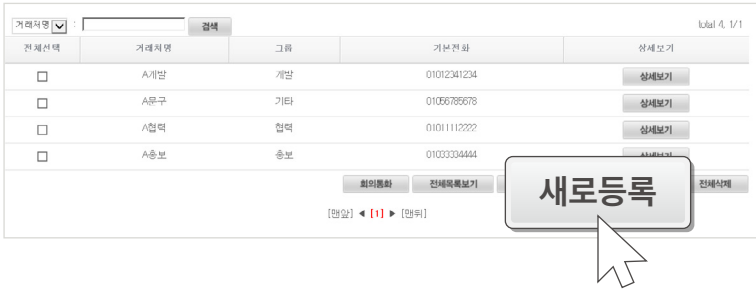 거래처명 : 검색 total 4, 1/1
전체선택 거래처명 그룹 기본전화 상세보기
A개발 개발 01012341234 상세보기
A문구 기타 01056785678 상세보기
A협력 협력 01011112222 상세보기
A홍보 홍보 01033334444 상세보기
회의통화 전체목록보기 새로등록 전체삭제
[맨앞] ◀ [1] ▶ [맨뒤]